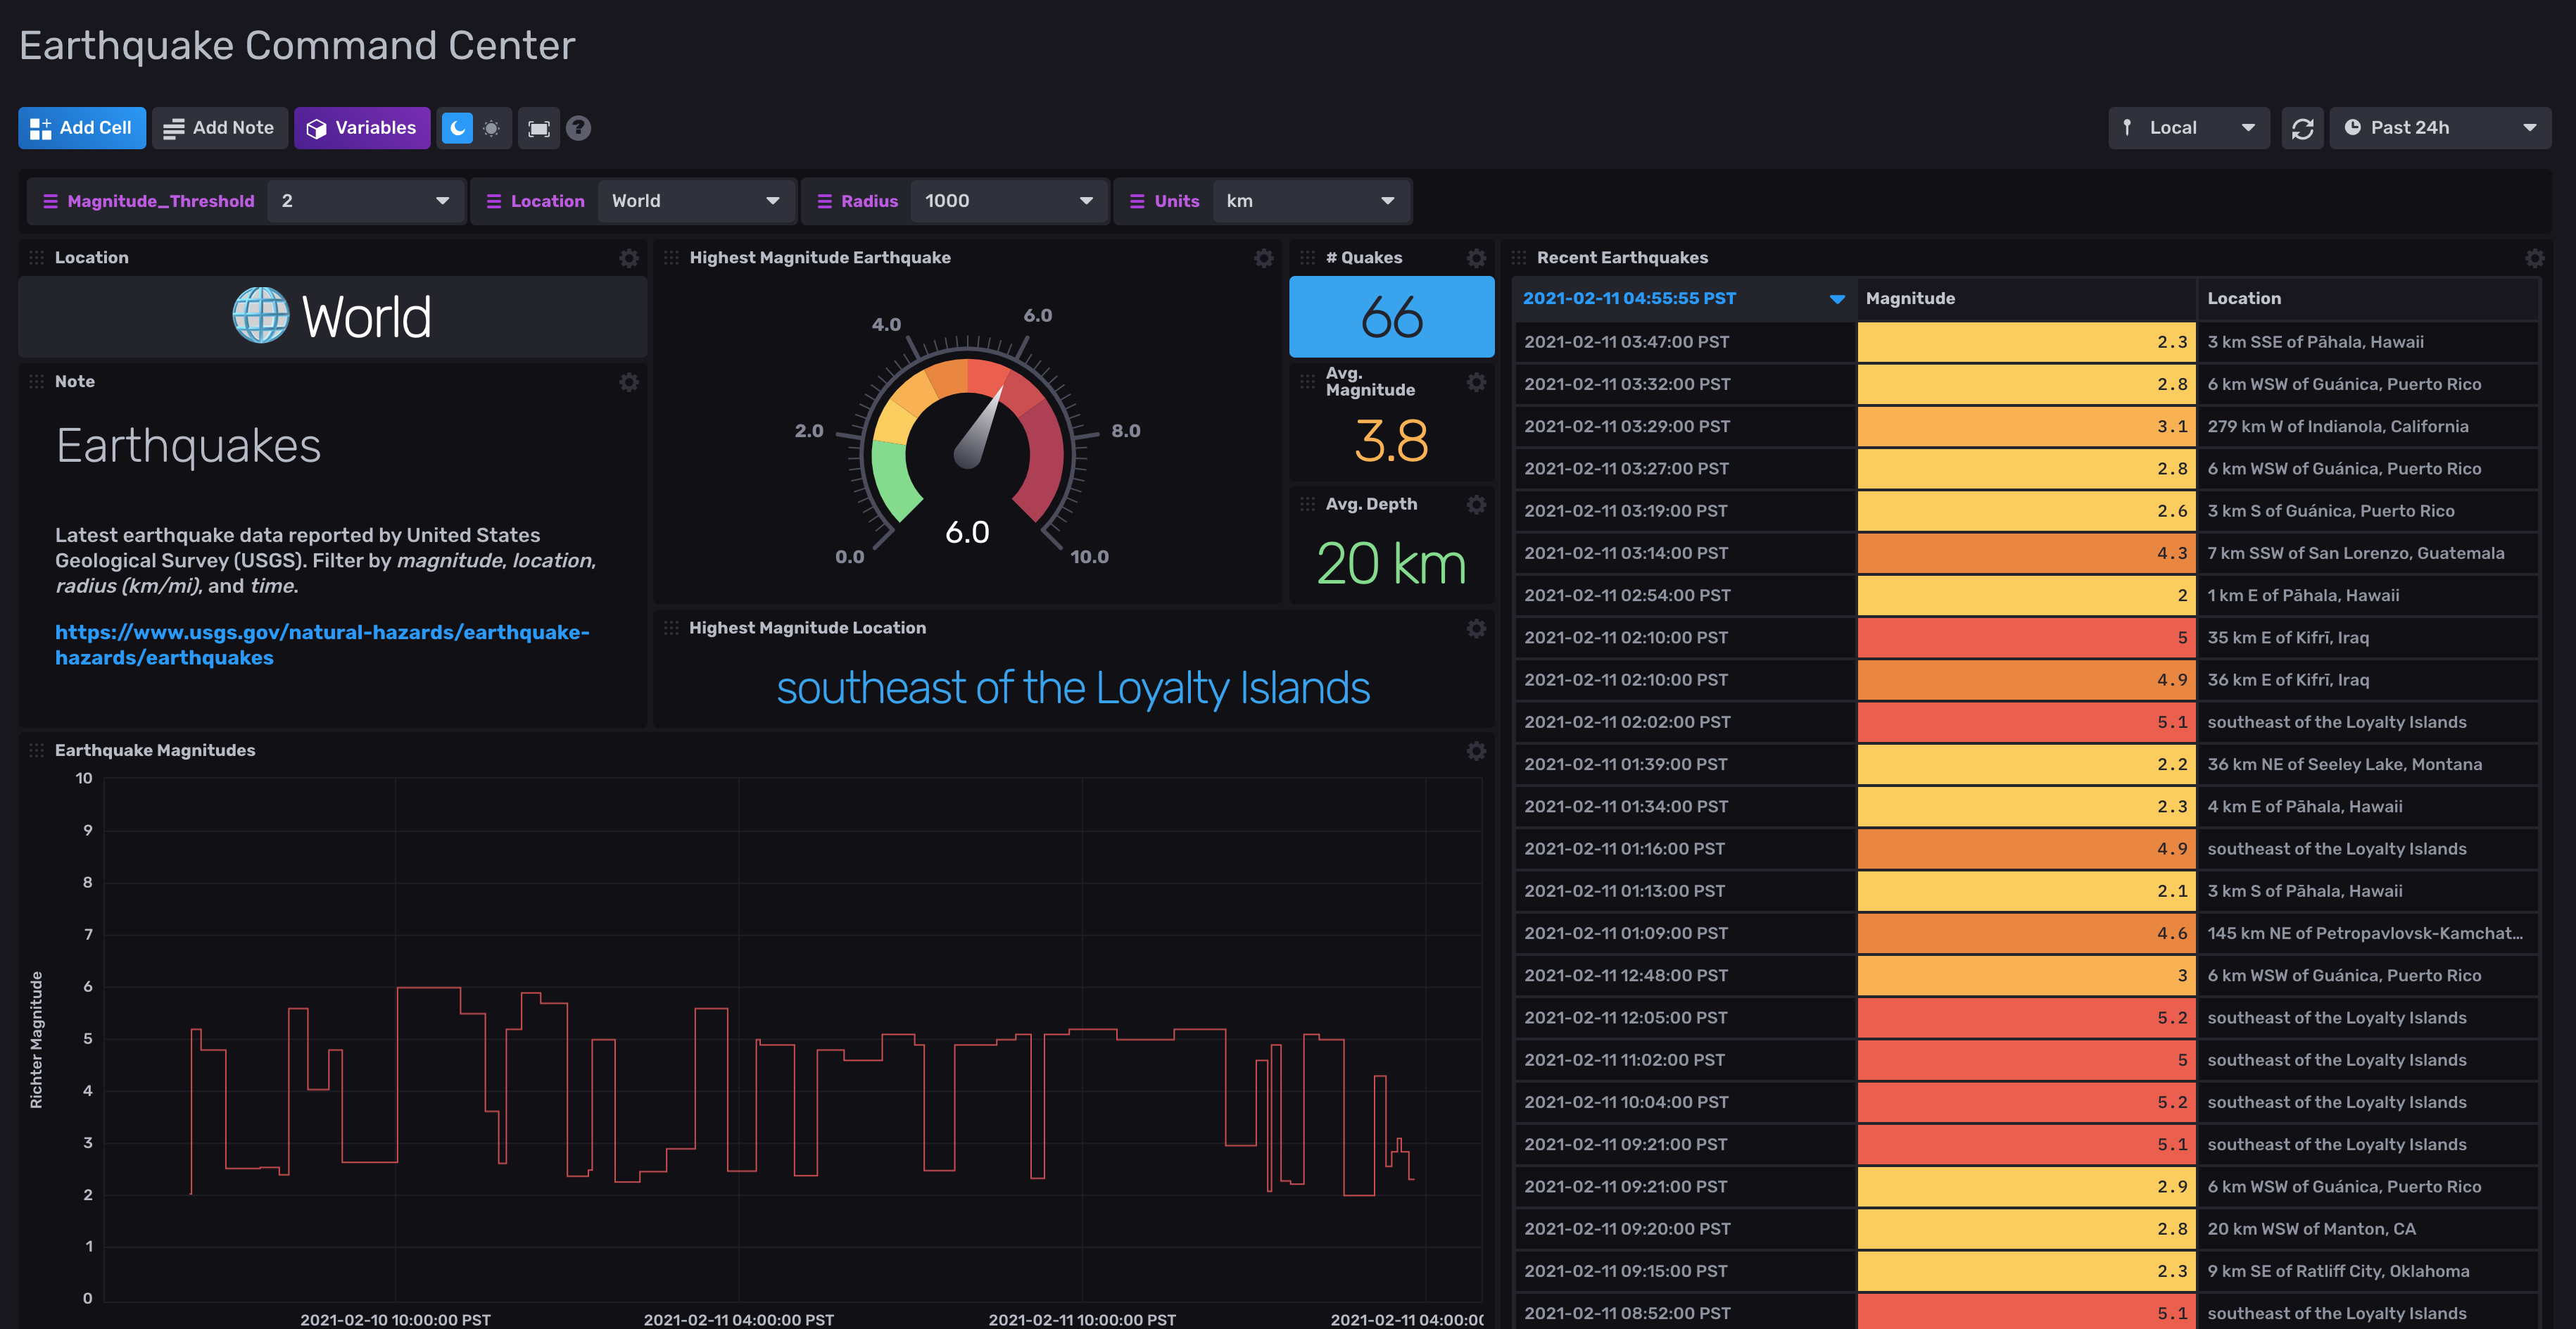 Earthquake Command Center
Add Cell
Add Note
Variables
?
Local
Past 24h
Magnitude_Threshold
2
Location
World
Radius
1000
Units
km
Location
World
Note
Earthquakes
Latest earthquake data reported by United States
Geological Survey (USGS). Filter by magnitude, location,
radius (km/mi), and time.
https://www.usgs.gov/natural-hazards/earthquake-
hazards/earthquakes
Highest Magnitude Earthquake
0.0
2.0
4.0
6.0
8.0
10.0
6.0
# Quakes
66
Avg.
Magnitude
3.8
Avg. Depth
20 km
Highest Magnitude Location
southeast of the Loyalty Islands
Earthquake Magnitudes
Richter Magnitude
10
9
8
7
6
5
4
3
2
1
0
2021-02-10 10:00:00 PST
2021-02-11 04:00:00 PST
2021-02-11 10:00:00 PST
2021-02-11 04:00:0
Recent Earthquakes
2021-02-11 04:55:55 PST Magnitude Location
2021-02-11 03:47:00 PST 2.3 3 km SSE of Pāhala, Hawaii
2021-02-11 03:32:00 PST 2.8 6 km WSW of Guánica, Puerto Rico
2021-02-11 03:29:00 PST 3.1 279 km W of Indianola, California
2021-02-11 03:27:00 PST 2.8 6 km WSW of Guánica, Puerto Rico
2021-02-11 03:19:00 PST 2.6 3 km S of Guánica, Puerto Rico
2021-02-11 03:14:00 PST 4.3 7 km SSW of San Lorenzo, Guatemala
2021-02-11 02:54:00 PST 2 1 km E of Pāhala, Hawaii
2021-02-11 02:10:00 PST 5 35 km E of Kifrī, Iraq
2021-02-11 02:10:00 PST 4.9 36 km E of Kifrī, Iraq
2021-02-11 02:02:00 PST 5.1 southeast of the Loyalty Islands
2021-02-11 01:39:00 PST 2.2 36 km NE of Seeley Lake, Montana
2021-02-11 01:34:00 PST 2.3 4 km E of Pāhala, Hawaii
2021-02-11 01:16:00 PST 4.9 southeast of the Loyalty Islands
2021-02-11 01:13:00 PST 2.1 3 km S of Pāhala, Hawaii
2021-02-11 01:09:00 PST 4.6 145 km NE of Petropavlovsk-Kamchat...
2021-02-11 12:48:00 PST 3 6 km WSW of Guánica, Puerto Rico
2021-02-11 12:05:00 PST 5.2 southeast of the Loyalty Islands
2021-02-11 11:02:00 PST 5 southeast of the Loyalty Islands
2021-02-11 10:04:00 PST 5.2 southeast of the Loyalty Islands
2021-02-11 09:21:00 PST 5.1 southeast of the Loyalty Islands
2021-02-11 09:21:00 PST 2.9 6 km WSW of Guánica, Puerto Rico
2021-02-11 09:20:00 PST 2.8 20 km WSW of Manton, CA
2021-02-11 09:15:00 PST 2.3 9 km SE of Ratliff City, Oklahoma
2021-02-11 08:52:00 PST 5.1 southeast of the Loyalty Islands